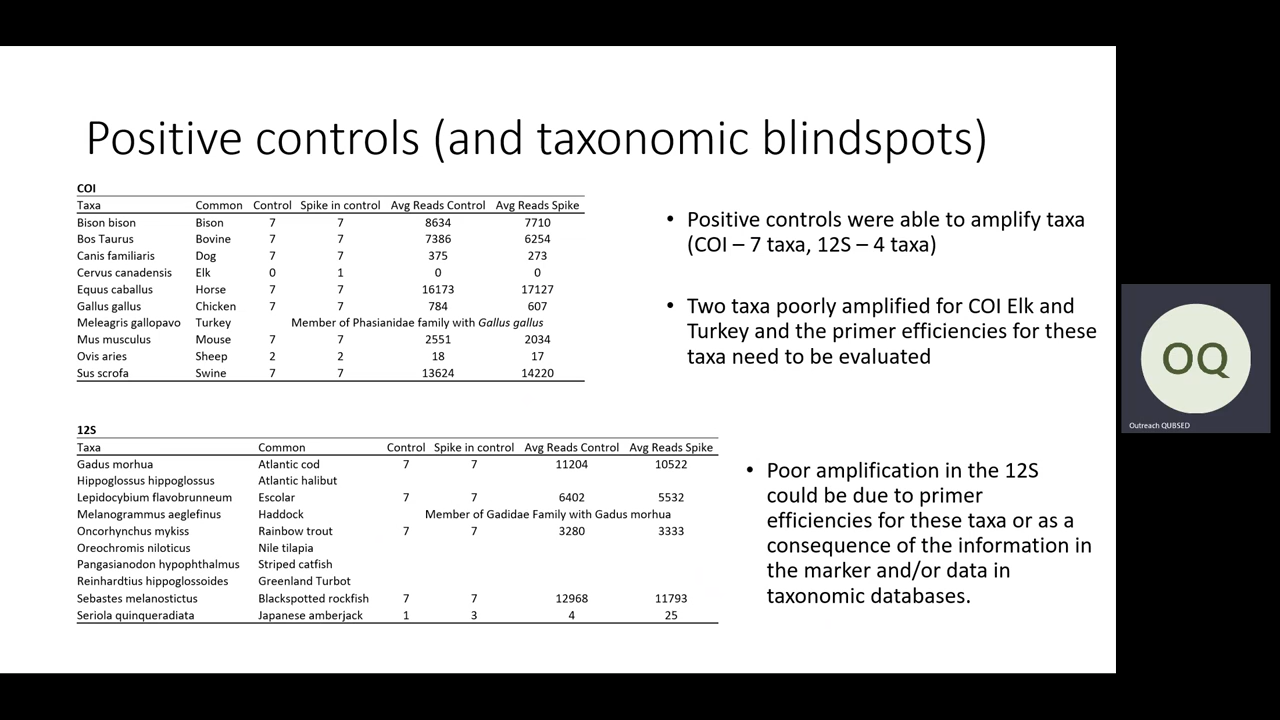 Positive controls (and taxonomic blindspots)
COI
Taxa Common Control Spike in control Avg Reads Control Avg Reads Spike
Bison bison Bison 7 7 8634 7710
Bos Taurus Bovine 7 7 7386 6254
Canis familiaris Dog 7 7 375 273
Cervus canadensis Elk 0 1 0 0
Equus caballus Horse 7 7 16173 17127
Gallus gallus Chicken 7 7 784 607
Meleagris gallopavo Turkey Member of Phasianidae family with Gallus gallus
Mus musculus Mouse 7 7 2551 2034
Ovis aries Sheep 2 2 18 17
Sus scrofa Swine 7 7 13624 14220
12S
Taxa Common Control Spike in control Avg Reads Control Avg Reads Spike
Gadus morhua Atlantic cod 7 7 11204 10522
Hippoglossus hippoglossus Atlantic halibut
Lepidocybium flavobrunneum Escolar 7 7 6402 5532
Melanogrammus aeglefinus Haddock Member of Gadidae Family with Gadus morhua
Oncorhynchus mykiss Rainbow trout 7 7 3280 3333
Oreochromis niloticus Nile tilapia
Pangasianodon hypophthalmus Striped catfish
Reinhardtius hippoglossoides Greenland Turbot
Sebastes melanostictus Blackspotted rockfish 7 7 12968 11793
Seriola quinqueradiata Japanese amberjack 1 3 4 25
• Positive controls were able to amplify taxa
(COI – 7 taxa, 12S – 4 taxa)
• Two taxa poorly amplified for COI Elk and
Turkey and the primer efficiencies for these
taxa need to be evaluated
• Poor amplification in the 12S
could be due to primer
efficiencies for these taxa or as a
consequence of the information in
the marker and/or data in
taxonomic databases.
OQ
Outreach QUBSED